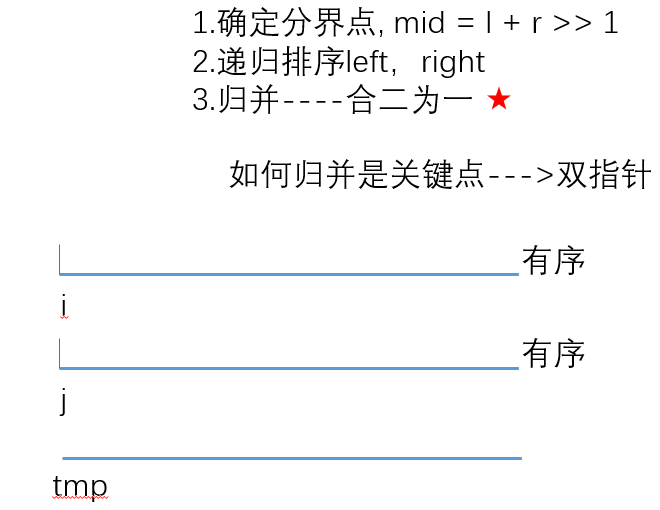 1.确定分界点, mid = l + r >> 1
2.递归排序left，right
3.归并----合二为一 ★
如何归并是关键点--->双指针
有序
i
有序
j
tmp